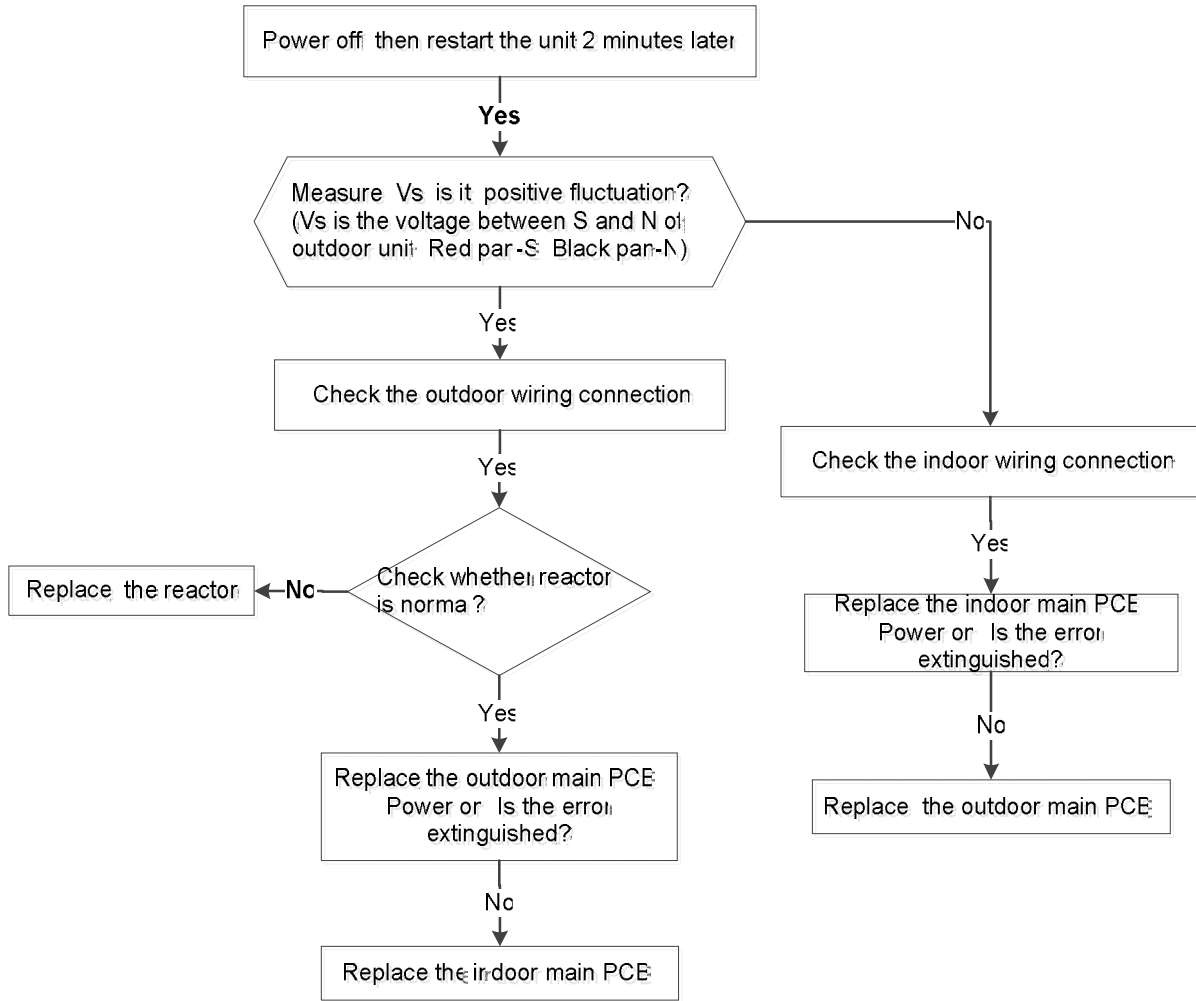 Power off then restart the unit 2 minutes later
Yes
Measure Vs is it positive fluctuation?
(Vs is the voltage between S and N of
outdoor unit Red pan-S Black pan-N)
No
Yes
Check the outdoor wiring connection
Check the indoor wiring connection
Yes
Yes
Check whether reactor
is normal ?
No
Replace the reactor
Replace the indoor main PCB
Power on Is the error
extinguished?
Yes
No
Replace the outdoor main PCB
Power on Is the error
extinguished?
Replace the outdoor main PCB
No
Replace the indoor main PCB